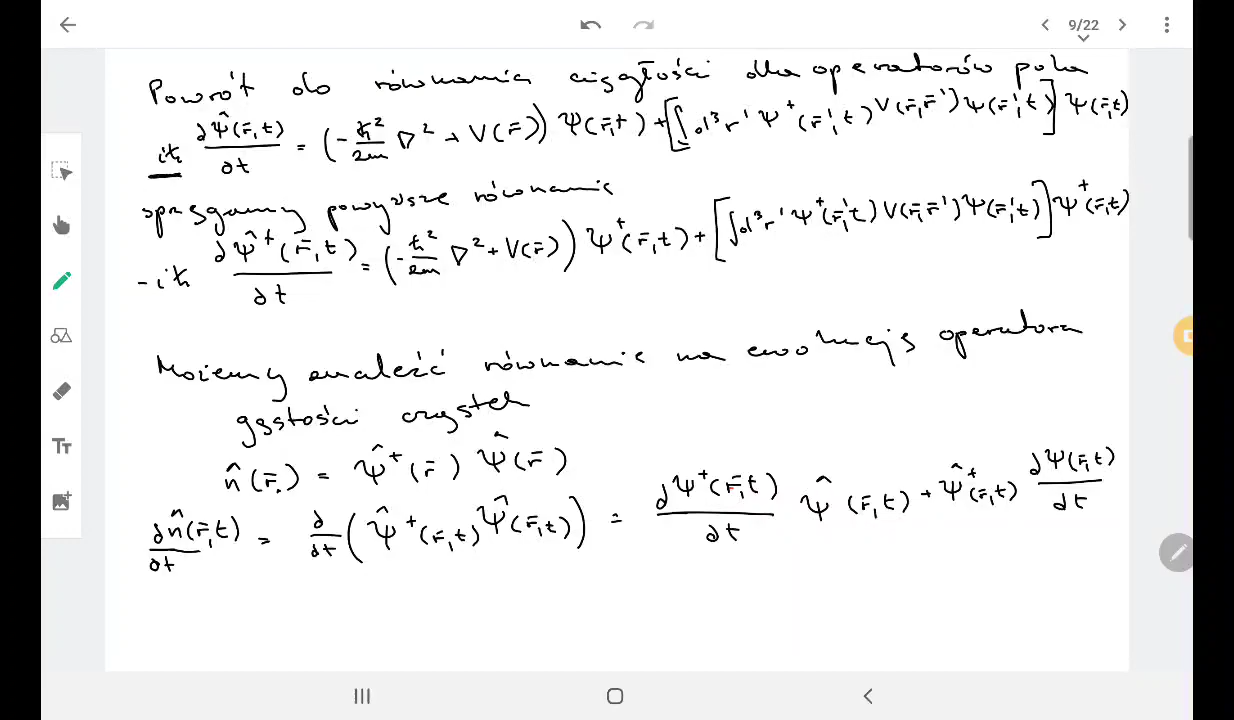 9/22
Powrót do równania ciągłości dla operatorów pola
iħ ∂Ψ̂(r̄,t)/∂t = (-ħ²/2m ∇² + V(r̄)) Ψ(r̄,t) + [∫d³r' Ψ⁺(r̄',t) V(r̄,r̄') Ψ(r̄',t)] Ψ(r̄,t)
sprzęgamy powyższe równanie
-iħ ∂Ψ̂⁺(r̄,t)/∂t = (-ħ²/2m ∇² + V(r̄)) Ψ⁺(r̄,t) + [∫d³r' Ψ⁺(r̄',t) V(r̄,r̄') Ψ(r̄',t)] Ψ⁺(r̄,t)
Możemy znaleźć równanie na ewolucję operatora
gęstości cząstek
n̂(r̄) = Ψ̂⁺(r̄) Ψ̂(r̄)
∂n̂(r̄,t)/∂t = ∂/∂t (Ψ̂⁺(r̄,t) Ψ̂(r̄,t)) = ∂Ψ⁺(r̄,t)/∂t Ψ̂(r̄,t) + Ψ̂⁺(r̄,t) ∂Ψ(r̄,t)/∂t